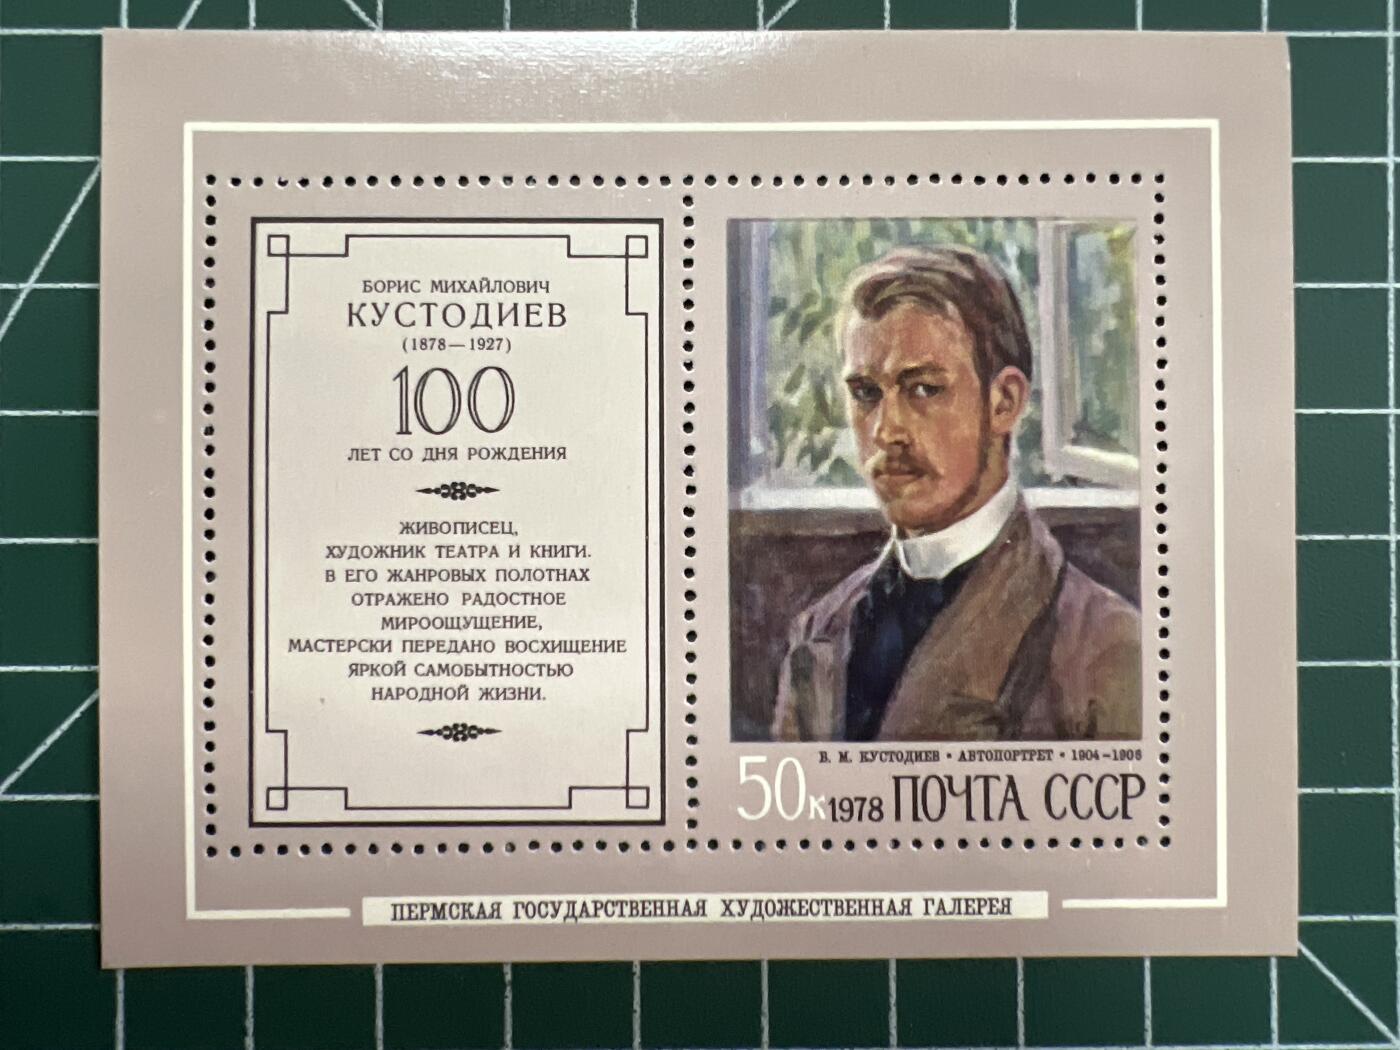 БОРИС МИХАЙЛОВИЧ
КУСТОДИЕВ
(1878—1927)
100
ЛЕТ СО ДНЯ РОЖДЕНИЯ
ЖИВОПИСЕЦ,
ХУДОЖНИК ТЕАТРА И КНИГИ.
В ЕГО ЖАНРОВЫХ ПОЛОТНАХ
ОТРАЖЕНО РАДОСТНОЕ
МИРООЩУЩЕНИЕ,
МАСТЕРСКИ ПЕРЕДАНО ВОСХИЩЕНИЕ
ЯРКОЙ САМОБЫТНОСТЬЮ
НАРОДНОЙ ЖИЗНИ.
Б. М. КУСТОДИЕВ • АВТОПОРТРЕТ • 1904–1905
50к 1978 ПОЧТА СССР
ПЕРМСКАЯ ГОСУДАРСТВЕННАЯ ХУДОЖЕСТВЕННАЯ ГАЛЕРЕЯ